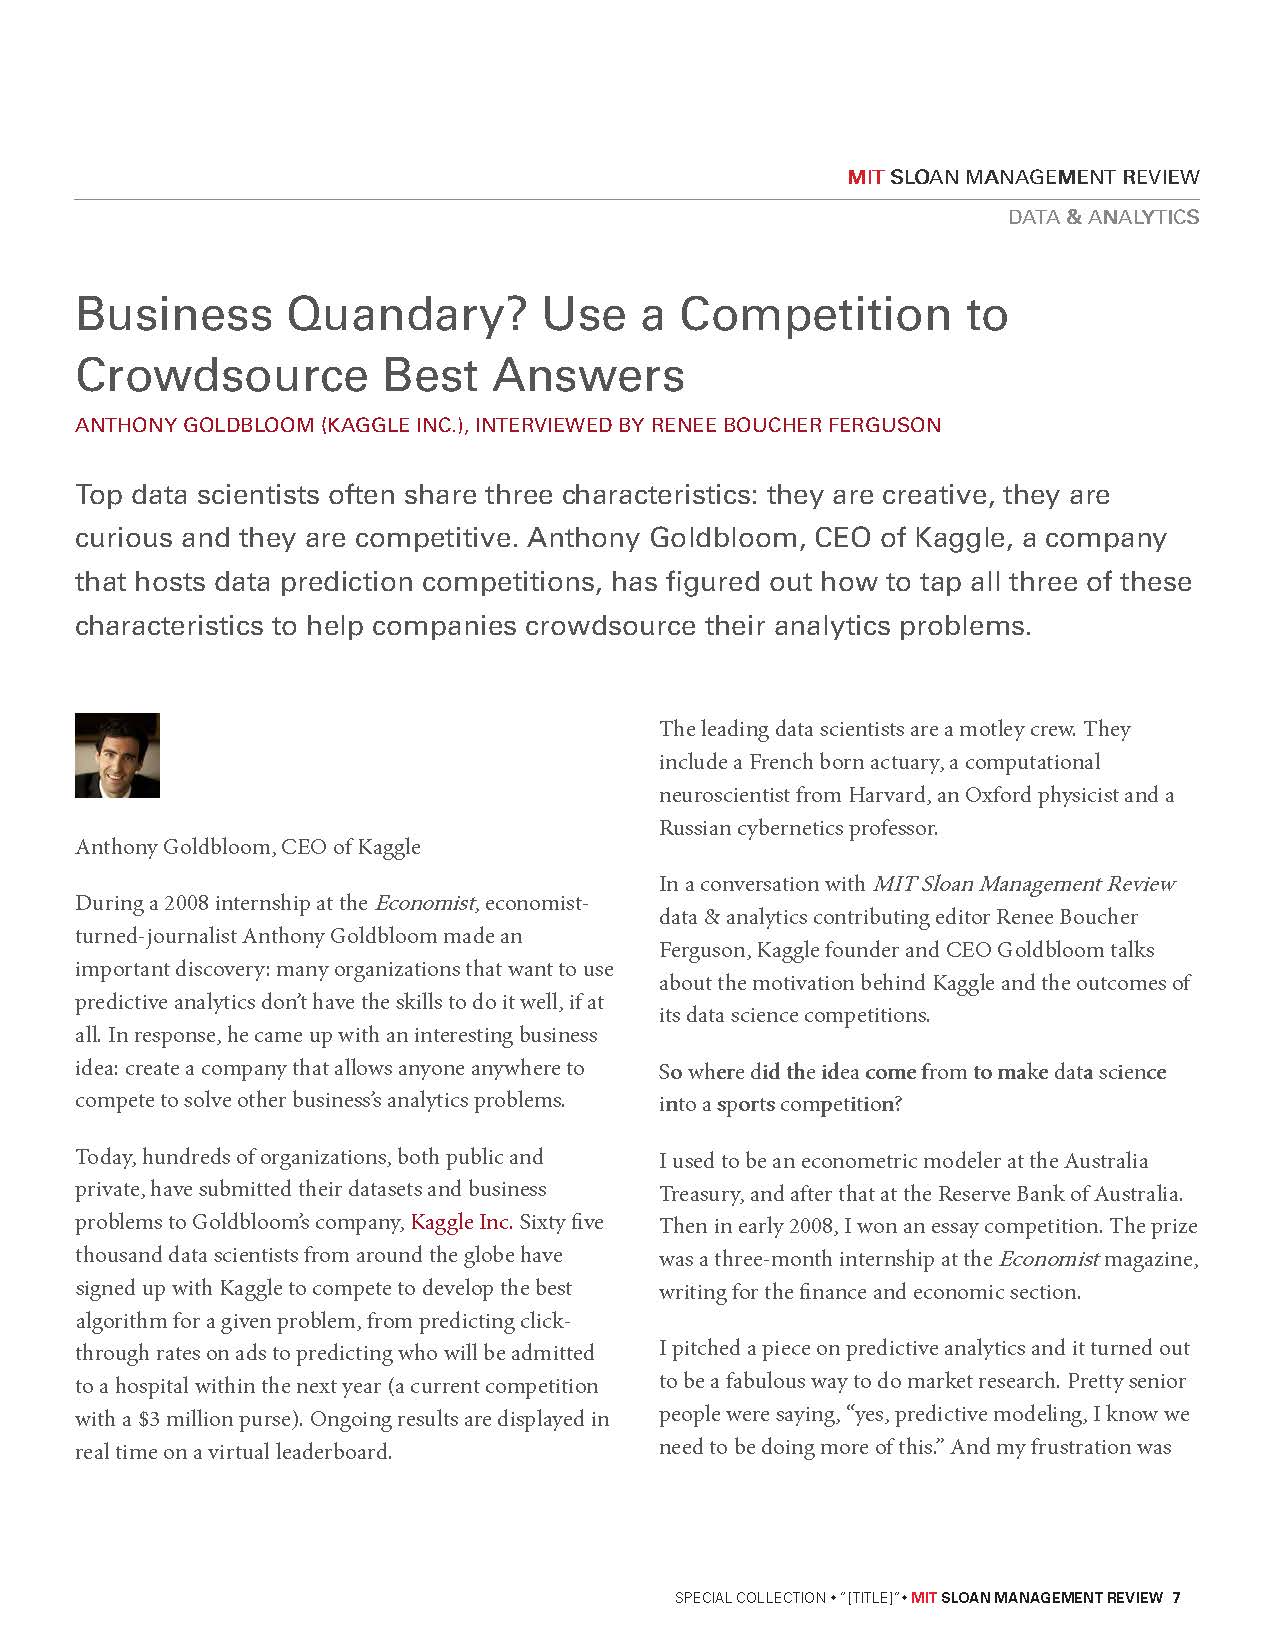 MIT SLOAN MANAGEMENT REVIEW
DATA & ANALYTICS
Business Quandary? Use a Competition to
Crowdsource Best Answers
ANTHONY GOLDBLOOM (KAGGLE INC.), INTERVIEWED BY RENEE BOUCHER FERGUSON
Top data scientists often share three characteristics: they are creative, they are
curious and they are competitive. Anthony Goldbloom, CEO of Kaggle, a company
that hosts data prediction competitions, has figured out how to tap all three of these
characteristics to help companies crowdsource their analytics problems.
Anthony Goldbloom, CEO of Kaggle
During a 2008 internship at the Economist, economist-
turned-journalist Anthony Goldbloom made an
important discovery: many organizations that want to use
predictive analytics don’t have the skills to do it well, if at
all. In response, he came up with an interesting business
idea: create a company that allows anyone anywhere to
compete to solve other business’s analytics problems.
Today, hundreds of organizations, both public and
private, have submitted their datasets and business
problems to Goldbloom’s company, Kaggle Inc. Sixty five
thousand data scientists from around the globe have
signed up with Kaggle to compete to develop the best
algorithm for a given problem, from predicting click-
through rates on ads to predicting who will be admitted
to a hospital within the next year (a current competition
with a $3 million purse). Ongoing results are displayed in
real time on a virtual leaderboard.
The leading data scientists are a motley crew. They
include a French born actuary, a computational
neuroscientist from Harvard, an Oxford physicist and a
Russian cybernetics professor.
In a conversation with MIT Sloan Management Review
data & analytics contributing editor Renee Boucher
Ferguson, Kaggle founder and CEO Goldbloom talks
about the motivation behind Kaggle and the outcomes of
its data science competitions.
So where did the idea come from to make data science
into a sports competition?
I used to be an econometric modeler at the Australia
Treasury, and after that at the Reserve Bank of Australia.
Then in early 2008, I won an essay competition. The prize
was a three-month internship at the Economist magazine,
writing for the finance and economic section.
I pitched a piece on predictive analytics and it turned out
to be a fabulous way to do market research. Pretty senior
people were saying, “yes, predictive modeling, I know we
need to be doing more of this.” And my frustration was
SPECIAL COLLECTION • “[TITLE]” • MIT SLOAN MANAGEMENT REVIEW 7